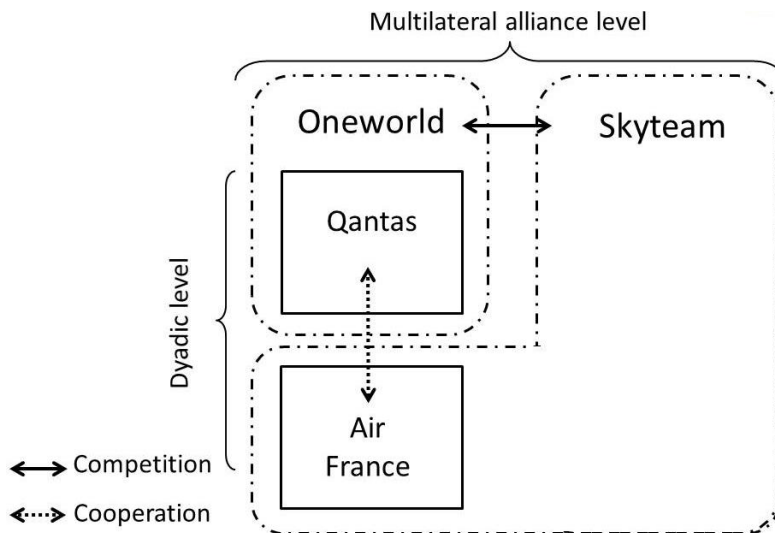 Multilateral alliance level
Oneworld
Skyteam
Qantas
Dyadic level
Air
France
Competition
Cooperation